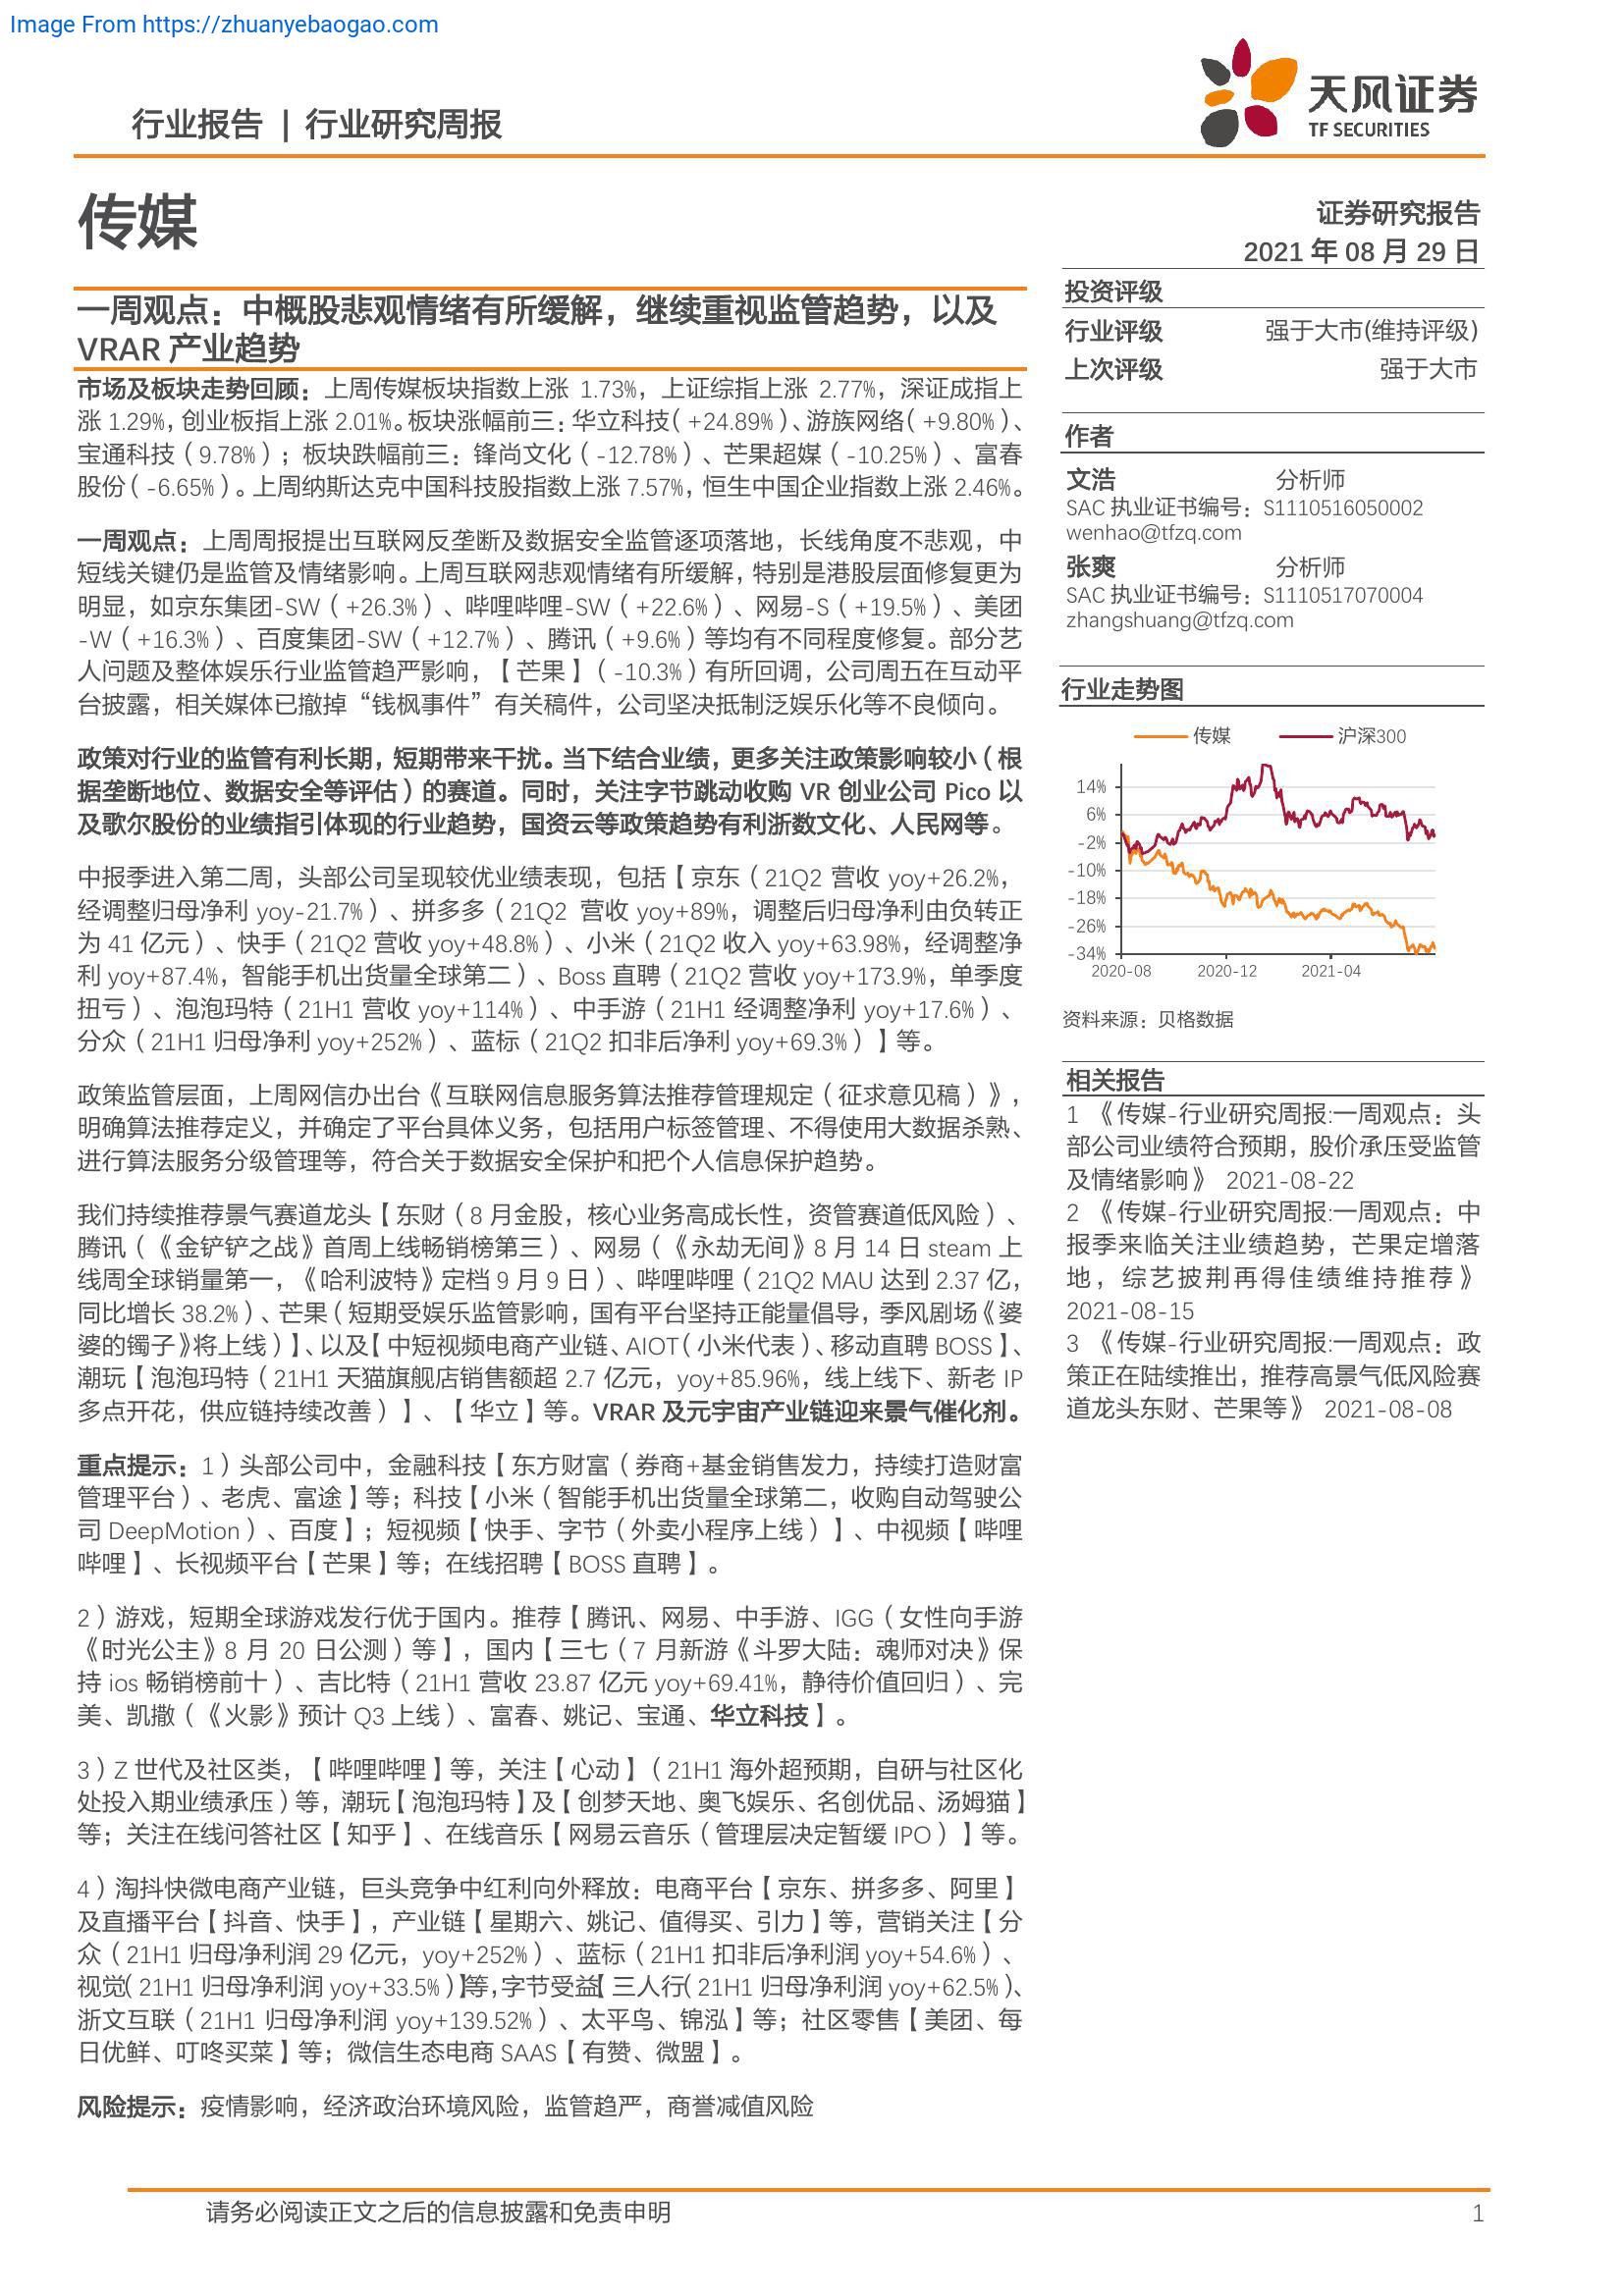 Image From https://zhuanyebaogao.com
行业报告 | 行业研究周报
天风证券
TF SECURITIES
传媒
证券研究报告
2021 年 08 月 29 日
一周观点：中概股悲观情绪有所缓解，继续重视监管趋势，以及
VRAR 产业趋势
市场及板块走势回顾：上周传媒板块指数上涨 1.73%，上证综指上涨 2.77%，深证成指上
涨 1.29%，创业板指上涨 2.01%。板块涨幅前三：华立科技（+24.89%）、游族网络（+9.80%）、
宝通科技（9.78%）；板块跌幅前三：锋尚文化（-12.78%）、芒果超媒（-10.25%）、富春
股份（-6.65%）。上周纳斯达克中国科技股指数上涨 7.57%，恒生中国企业指数上涨 2.46%。
一周观点：上周周报提出互联网反垄断及数据安全监管逐项落地，长线角度不悲观，中
短线关键仍是监管及情绪影响。上周互联网悲观情绪有所缓解，特别是港股层面修复更为
明显，如京东集团-SW（+26.3%）、哔哩哔哩-SW（+22.6%）、网易-S（+19.5%）、美团
-W（+16.3%）、百度集团-SW（+12.7%）、腾讯（+9.6%）等均有不同程度修复。部分艺
人问题及整体娱乐行业监管趋严影响，【芒果】（-10.3%）有所回调，公司周五在互动平
台披露，相关媒体已撤掉“钱枫事件”有关稿件，公司坚决抵制泛娱乐化等不良倾向。
政策对行业的监管有利长期，短期带来干扰。当下结合业绩，更多关注政策影响较小（根
据垄断地位、数据安全等评估）的赛道。同时，关注字节跳动收购 VR 创业公司 Pico 以
及歌尔股份的业绩指引体现的行业趋势，国资云等政策趋势有利浙数文化、人民网等。
中报季进入第二周，头部公司呈现较优业绩表现，包括【京东（21Q2 营收 yoy+26.2%，
经调整归母净利 yoy-21.7%）、拼多多（21Q2 营收 yoy+89%，调整后归母净利由负转正
为 41 亿元）、快手（21Q2 营收 yoy+48.8%）、小米（21Q2 收入 yoy+63.98%，经调整净
利 yoy+87.4%，智能手机出货量全球第二）、Boss 直聘（21Q2 营收 yoy+173.9%，单季度
扭亏）、泡泡玛特（21H1 营收 yoy+114%）、中手游（21H1 经调整净利 yoy+17.6%）、
分众（21H1 归母净利 yoy+252%）、蓝标（21Q2 扣非后净利 yoy+69.3%）】等。
政策监管层面，上周网信办出台《互联网信息服务算法推荐管理规定（征求意见稿）》，
明确算法推荐定义，并确定了平台具体义务，包括用户标签管理、不得使用大数据杀熟、
进行算法服务分级管理等，符合关于数据安全保护和把个人信息保护趋势。
我们持续推荐景气赛道龙头【东财（8 月金股，核心业务高成长性，资管赛道低风险）、
腾讯（《金铲铲之战》首周上线畅销榜第三）、网易（《永劫无间》8 月 14 日 steam 上
线周全球销量第一，《哈利波特》定档 9 月 9 日）、哔哩哔哩（21Q2 MAU 达到 2.37 亿，
同比增长 38.2%）、芒果（短期受娱乐监管影响，国有平台坚持正能量倡导，季风剧场《婆
婆的镯子》将上线）】、以及【中短视频电商产业链、AIOT（小米代表）、移动直聘 BOSS】、
潮玩【泡泡玛特（21H1 天猫旗舰店销售额超 2.7 亿元，yoy+85.96%，线上线下、新老 IP
多点开花，供应链持续改善）】、【华立】等。VRAR 及元宇宙产业链迎来景气催化剂。
重点提示：1）头部公司中，金融科技【东方财富（券商+基金销售发力，持续打造财富
管理平台）、老虎、富途】等；科技【小米（智能手机出货量全球第二，收购自动驾驶公
司 DeepMotion）、百度】；短视频【快手、字节（外卖小程序上线）】、中视频【哔哩
哔哩】、长视频平台【芒果】等；在线招聘【BOSS 直聘】。
2）游戏，短期全球游戏发行优于国内。推荐【腾讯、网易、中手游、IGG（女性向手游
《时光公主》8 月 20 日公测）等】，国内【三七（7 月新游《斗罗大陆：魂师对决》保
持 ios 畅销榜前十）、吉比特（21H1 营收 23.87 亿元 yoy+69.41%，静待价值回归）、完
美、凯撒（《火影》预计 Q3 上线）、富春、姚记、宝通、华立科技】。
3）Z 世代及社区类，【哔哩哔哩】等，关注【心动】（21H1 海外超预期，自研与社区化
处投入期业绩承压）等，潮玩【泡泡玛特】及【创梦天地、奥飞娱乐、名创优品、汤姆猫】
等；关注在线问答社区【知乎】、在线音乐【网易云音乐（管理层决定暂缓 IPO）】等。
4）淘抖快微电商产业链，巨头竞争中红利向外释放：电商平台【京东、拼多多、阿里】
及直播平台【抖音、快手】，产业链【星期六、姚记、值得买、引力】等，营销关注【分
众（21H1 归母净利润 29 亿元，yoy+252%）、蓝标（21H1 扣非后净利润 yoy+54.6%）、
视觉（21H1 归母净利润 yoy+33.5%）】等，字节受益【三人行（21H1 归母净利润 yoy+62.5%）、
浙文互联（21H1 归母净利润 yoy+139.52%）、太平鸟、锦泓】等；社区零售【美团、每
日优鲜、叮咚买菜】等；微信生态电商 SAAS【有赞、微盟】。
风险提示：疫情影响，经济政治环境风险，监管趋严，商誉减值风险
投资评级
行业评级 强于大市(维持评级)
上次评级 强于大市
作者
文浩 分析师
SAC 执业证书编号：S1110516050002
wenhao@tfzq.com
张爽 分析师
SAC 执业证书编号：S1110517070004
zhangshuang@tfzq.com
行业走势图
传媒 沪深300
14%
6%
-2%
-10%
-18%
-26%
-34%
2020-08 2020-12 2021-04
资料来源：贝格数据
相关报告
1 《传媒-行业研究周报:一周观点：头
部公司业绩符合预期，股价承压受监管
及情绪影响》 2021-08-22
2 《传媒-行业研究周报:一周观点：中
报季来临关注业绩趋势，芒果定增落
地，综艺披荆再得佳绩维持推荐》
2021-08-15
3 《传媒-行业研究周报:一周观点：政
策正在陆续推出，推荐高景气低风险赛
道龙头东财、芒果等》 2021-08-08
请务必阅读正文之后的信息披露和免责申明 1